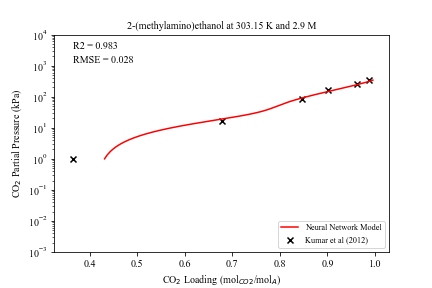 2-(methylamino)ethanol at 303.15 K and 2.9 M
R2 = 0.983
RMSE = 0.028
CO₂ Partial Pressure (kPa)
10⁴
10³
10²
10¹
10⁰
10⁻¹
10⁻²
10⁻³
Neural Network Model
Kumar et al (2012)
0.4 0.5 0.6 0.7 0.8 0.9 1.0
CO₂ Loading (mol_CO2/mol_A)